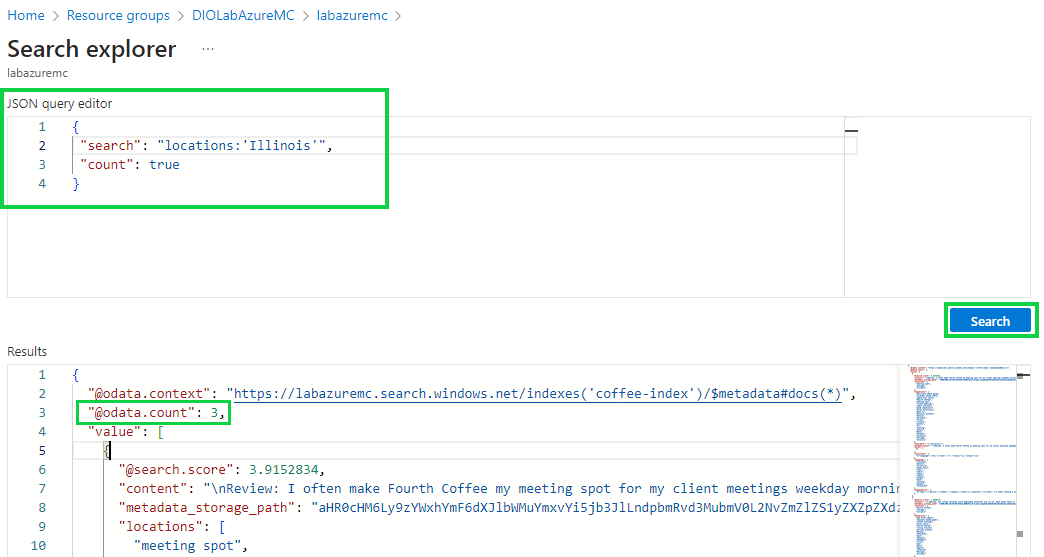 Home > Resource groups > DIOLabAzureMC > labazuremc >
Search explorer ...
labazuremc
JSON query editor
1 {
2 "search": "locations:'Illinois'",
3 "count": true
4 }
Search
Results
1 {
2 "@odata.context": "https://labazuremc.search.windows.net/indexes('coffee-index')/$metadata#docs(*)",
3 "@odata.count": 3,
4 "value": [
5 {
6 "@search.score": 3.9152834,
7 "content": "\nReview: I often make Fourth Coffee my meeting spot for my client meetings weekday mornin
8 "metadata_storage_path":
9 "locations": [
10 "meeting spot",